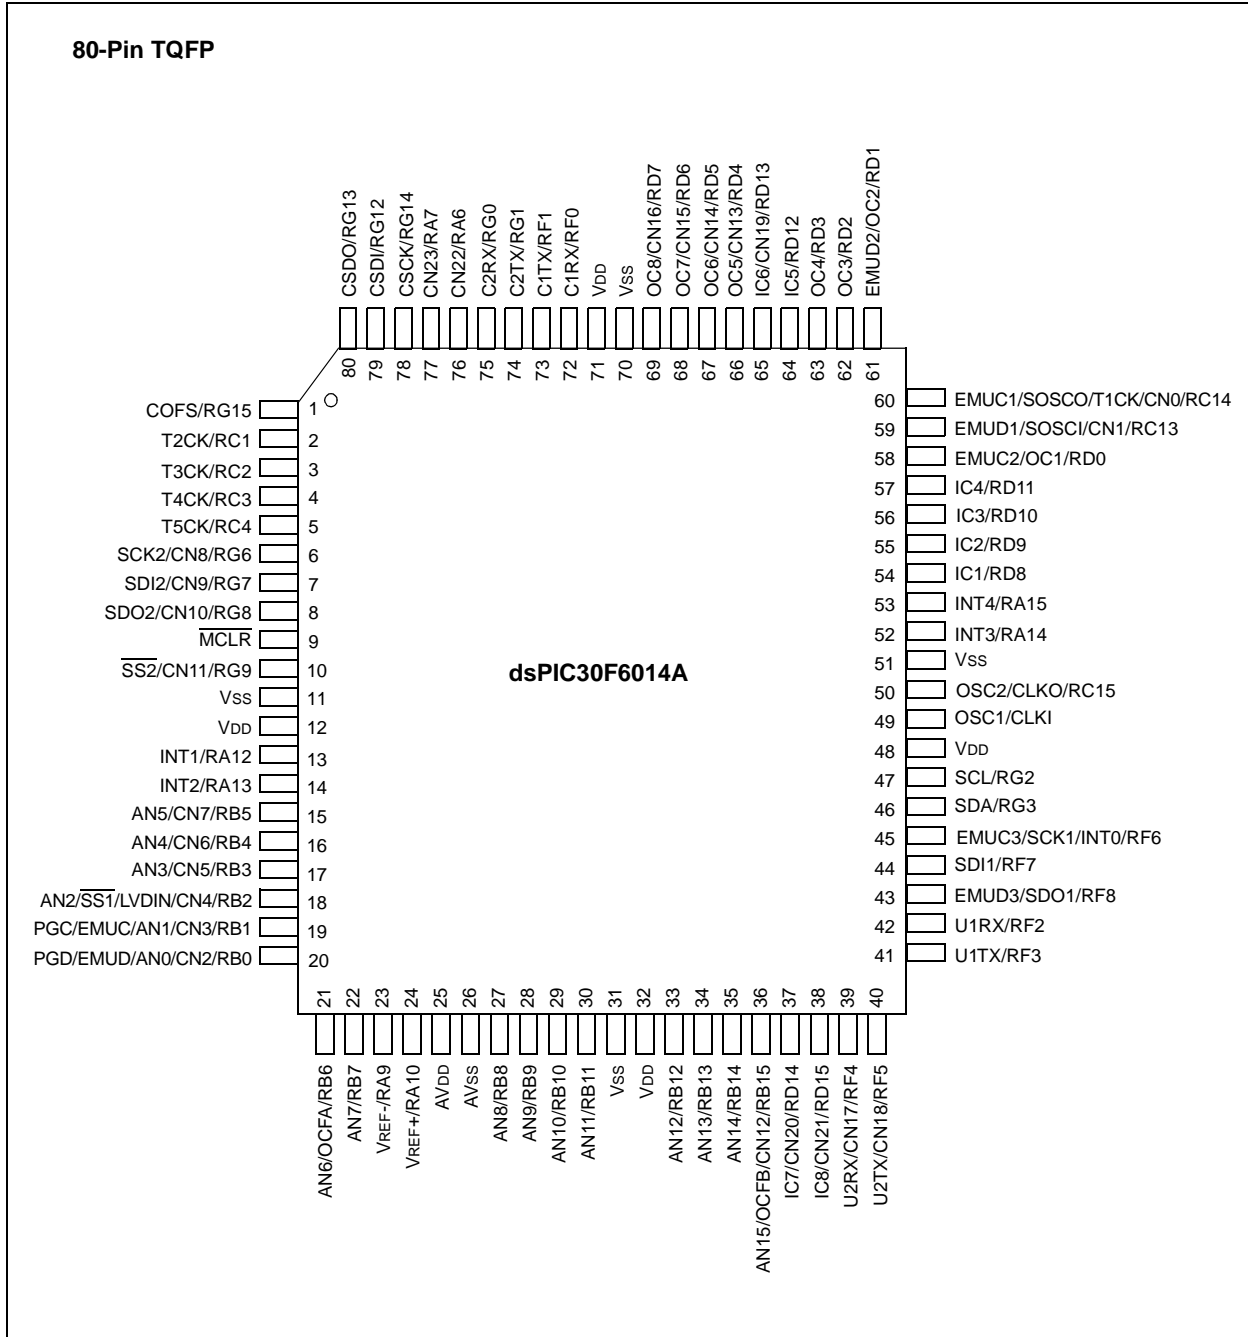 80-Pin TQFP
CSDO/RG13
CSDI/RG12
CSCK/RG14
CN23/RA7
CN22/RA6
C2RX/RG0
C2TX/RG1
C1TX/RF1
C1RX/RF0
VDD
VSS
OC8/CN16/RD7
OC7/CN15/RD6
OC6/CN14/RD5
OC5/CN13/RD4
IC6/CN19/RD13
IC5/RD12
OC4/RD3
OC3/RD2
EMUD2/OC2/RD1
80
79
78
77
76
75
74
73
72
71
70
69
68
67
66
65
64
63
62
61
COFS/RG15 1
T2CK/RC1 2
T3CK/RC2 3
T4CK/RC3 4
T5CK/RC4 5
SCK2/CN8/RG6 6
SDI2/CN9/RG7 7
SDO2/CN10/RG8 8
MCLR 9
SS2/CN11/RG9 10
VSS 11
VDD 12
INT1/RA12 13
INT2/RA13 14
AN5/CN7/RB5 15
AN4/CN6/RB4 16
AN3/CN5/RB3 17
AN2/SS1/LVDIN/CN4/RB2 18
PGC/EMUC/AN1/CN3/RB1 19
PGD/EMUD/AN0/CN2/RB0 20
dsPIC30F6014A
60 EMUC1/SOSCO/T1CK/CN0/RC14
59 EMUD1/SOSCI/CN1/RC13
58 EMUC2/OC1/RD0
57 IC4/RD11
56 IC3/RD10
55 IC2/RD9
54 IC1/RD8
53 INT4/RA15
52 INT3/RA14
51 VSS
50 OSC2/CLKO/RC15
49 OSC1/CLKI
48 VDD
47 SCL/RG2
46 SDA/RG3
45 EMUC3/SCK1/INT0/RF6
44 SDI1/RF7
43 EMUD3/SDO1/RF8
42 U1RX/RF2
41 U1TX/RF3
21
22
23
24
25
26
27
28
29
30
31
32
33
34
35
36
37
38
39
40
AN6/OCFA/RB6
AN7/RB7
VREF-/RA9
VREF+/RA10
AVDD
AVSS
AN8/RB8
AN9/RB9
AN10/RB10
AN11/RB11
VSS
VDD
AN12/RB12
AN13/RB13
AN14/RB14
AN15/OCFB/CN12/RB15
IC7/CN20/RD14
IC8/CN21/RD15
U2RX/CN17/RF4
U2TX/CN18/RF5